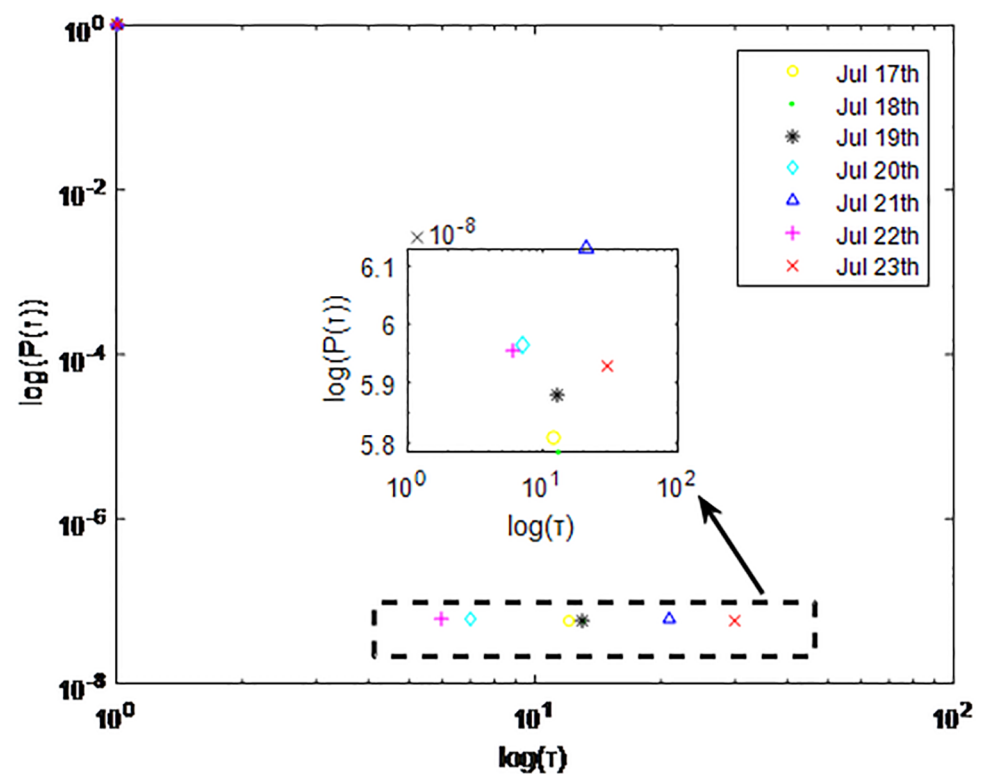 10^0
10^-2
10^-4
10^-6
10^-8
log(P(τ))
10^0
10^1
10^2
log(τ)
Jul 17th
Jul 18th
Jul 19th
Jul 20th
Jul 21th
Jul 22th
Jul 23th
× 10^-8
6.1
6
5.9
5.8
log(P(τ))
10^0
10^1
10^2
log(τ)